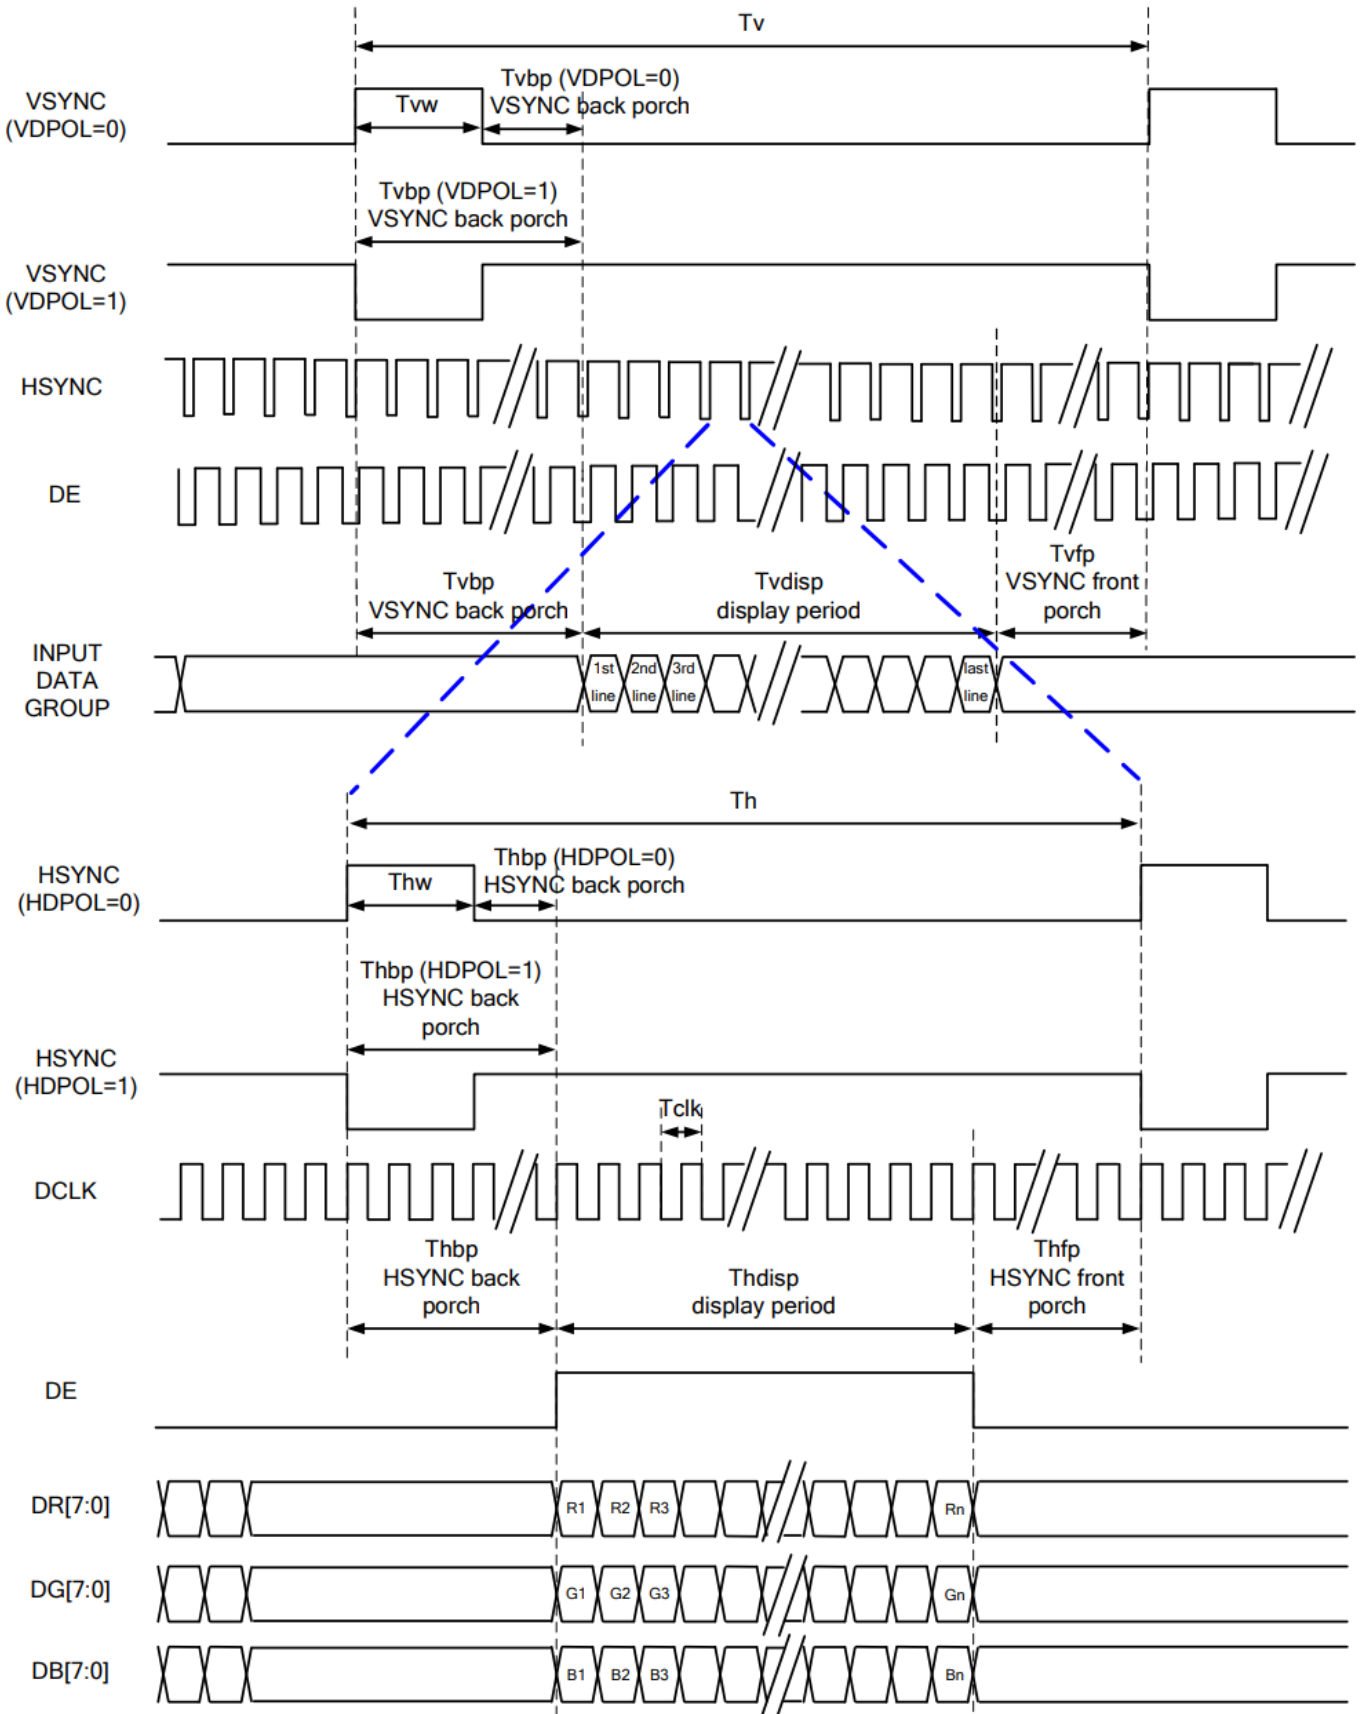 Tv
Tvbp (VDPOL=0)
VSYNC back porch
VSYNC
(VDPOL=0)
Tvw
Tvbp (VDPOL=1)
VSYNC back porch
VSYNC
(VDPOL=1)
HSYNC
DE
Tvbp
VSYNC back porch
Tvdisp
display period
Tvfp
VSYNC front
porch
INPUT
DATA
GROUP
1st
line
2nd
line
3rd
line
last
line
Th
Thbp (HDPOL=0)
HSYNC back porch
HSYNC
(HDPOL=0)
Thw
Thbp (HDPOL=1)
HSYNC back
porch
HSYNC
(HDPOL=1)
Tclk
DCLK
Thbp
HSYNC back
porch
Thdisp
display period
Thfp
HSYNC front
porch
DE
DR[7:0]
R1
R2
R3
Rn
DG[7:0]
G1
G2
G3
Gn
DB[7:0]
B1
B2
B3
Bn